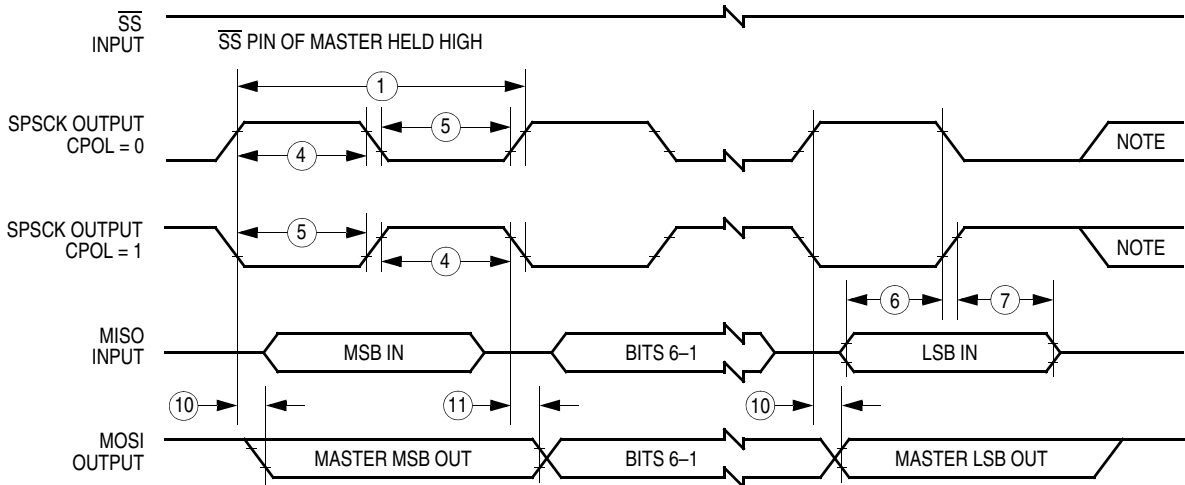 SS
INPUT
SS PIN OF MASTER HELD HIGH
1
SPSCK OUTPUT
CPOL = 0
5
4
NOTE
SPSCK OUTPUT
CPOL = 1
5
4
NOTE
6
7
MISO
INPUT
MSB IN
BITS 6–1
LSB IN
10
11
10
MOSI
OUTPUT
MASTER MSB OUT
BITS 6–1
MASTER LSB OUT